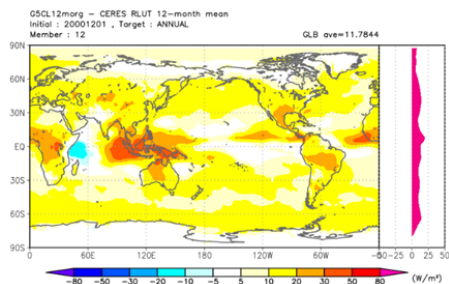 G5CL12morg - CERES RLUT 12-month mean
Initial : 20001201 , Target : ANNUAL
Member : 12 GLB ave=11.7844
90N
60N
30N
EQ
30S
60S
90S
0 60E 120E 180 120W 60W 0 -50 -25 0 25 50
-80 -50 -30 -20 -10 -5 5 10 20 30 50 80 (W/m²)